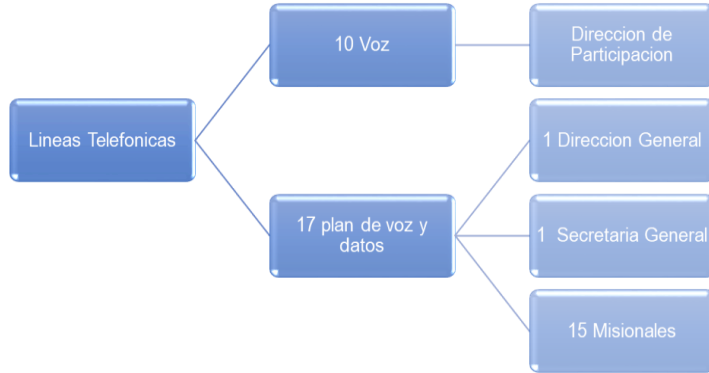 Lineas Telefonicas
10 Voz
Direccion de
Participacion
17 plan de voz y
datos
1 Direccion General
1 Secretaria General
15 Misionales